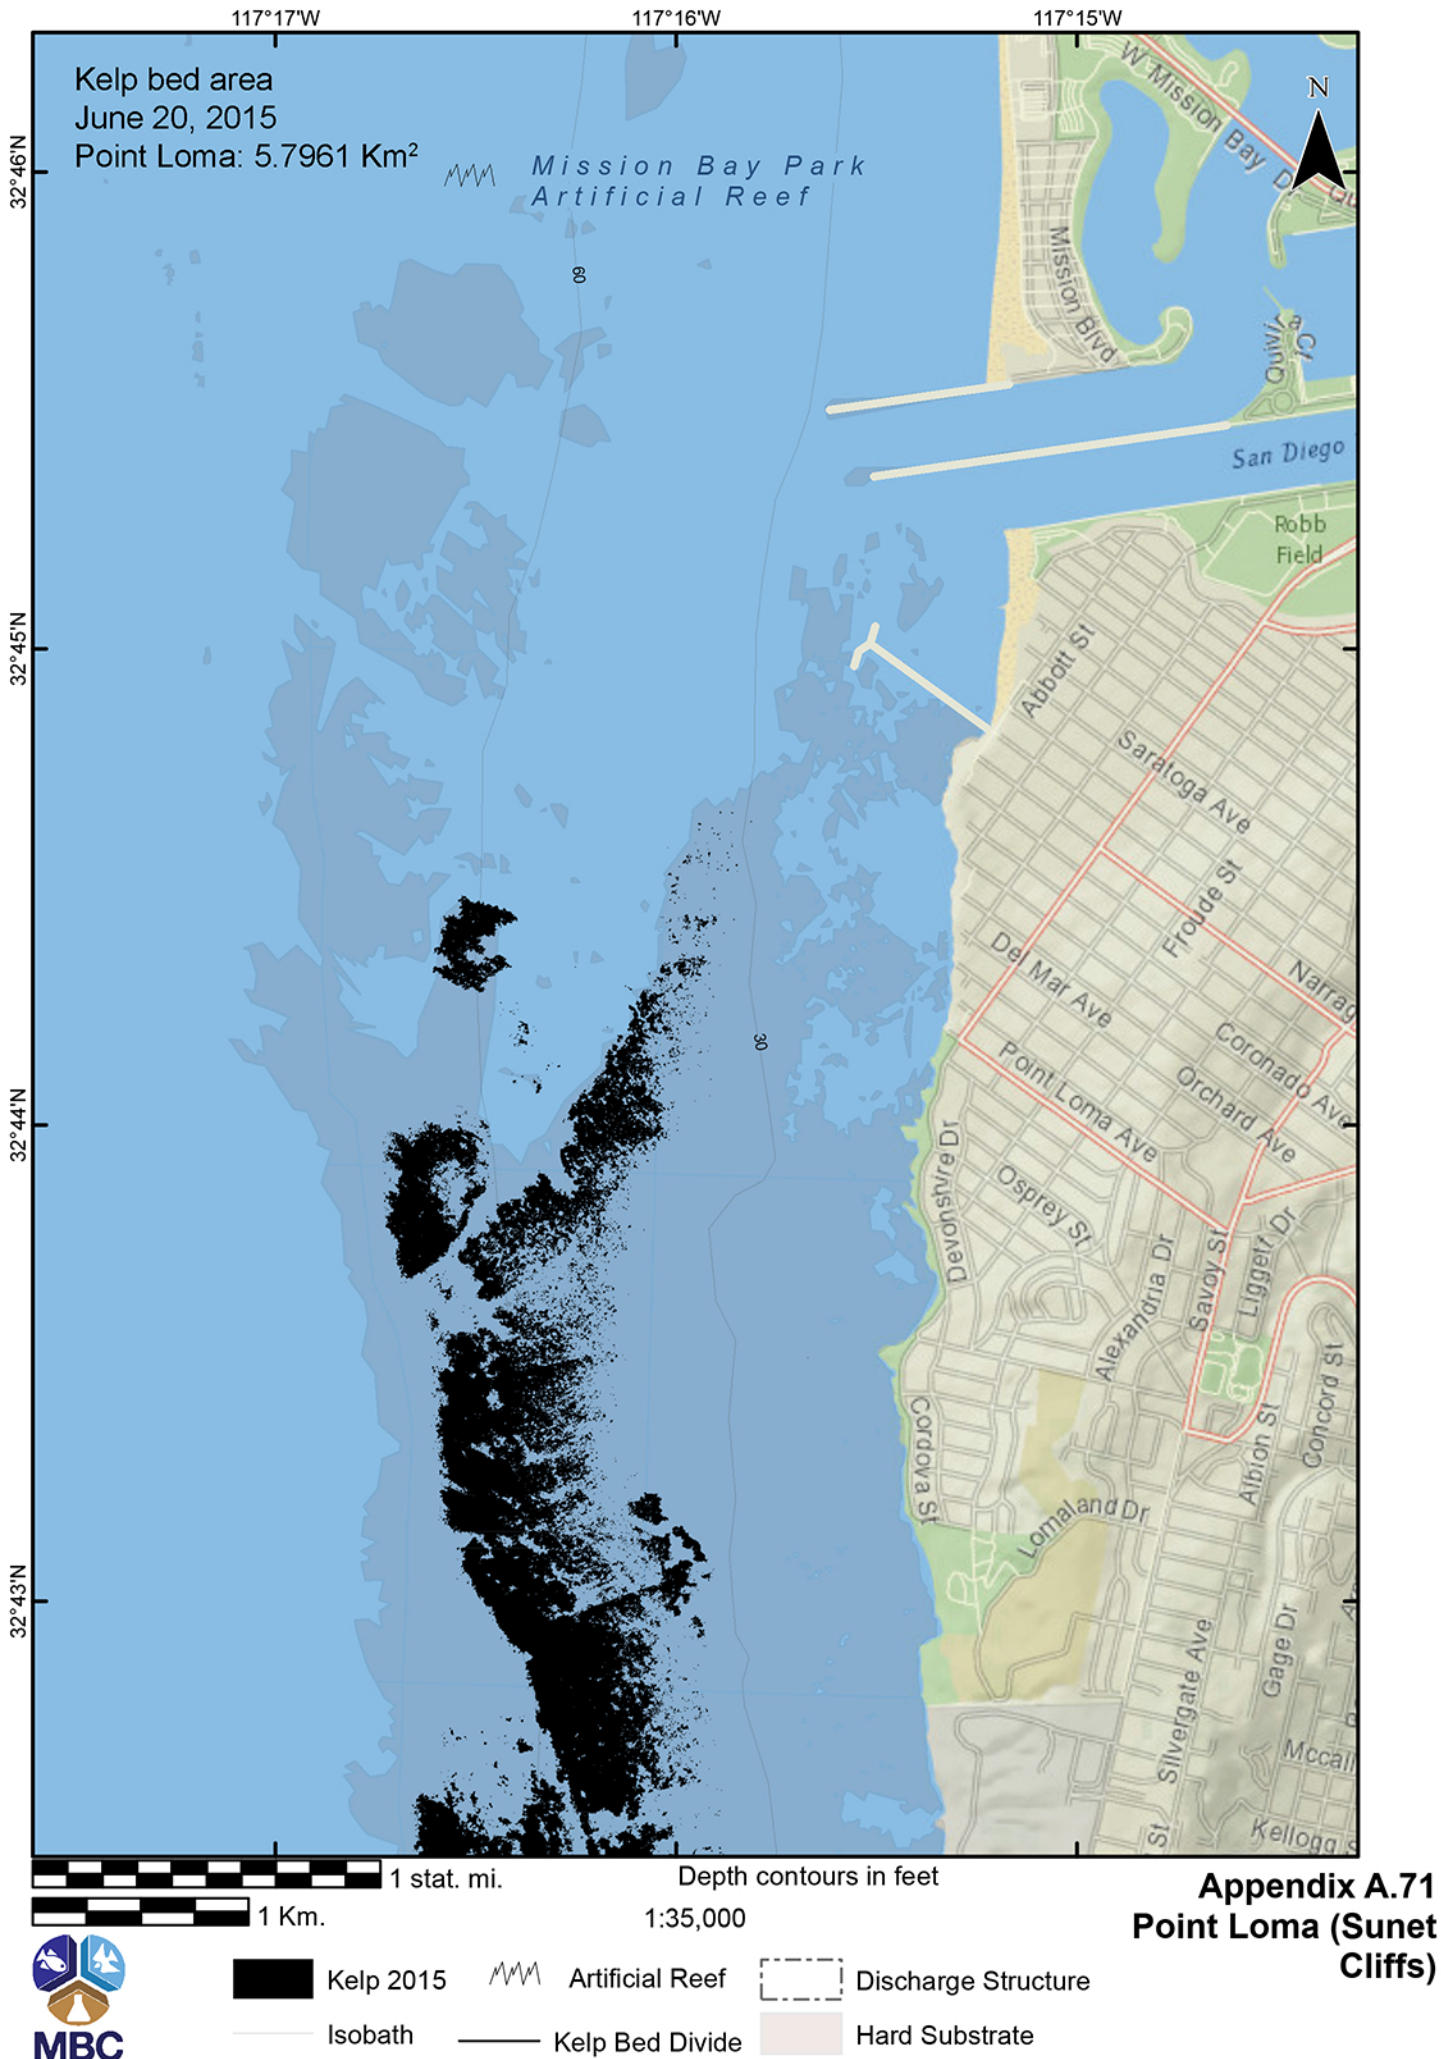 117°17'W 117°16'W 117°15'W
Kelp bed area
June 20, 2015
Point Loma: 5.7961 Km²
N
32°46'N
Mission Bay Park
Artificial Reef
W Mission Bay Dr
Mission Blvd
60
Quivira Ct
San Diego
Robb
Field
32°45'N
Abbott St
Saratoga Ave
Froude St
Del Mar Ave
Narrag
30
Coronado Ave
Point Loma Ave
Orchard Ave
32°44'N
Devonshire Dr
Osprey St
Alexandria Dr
Savoy St
Liggett Dr
Cordova St
Albion St
Concord St
Lomaland Dr
32°43'N
Silvergate Ave
Gage Dr
Mccall
St
Kellogg S
1 stat. mi.
Depth contours in feet
1 Km.
1:35,000
Appendix A.71
Point Loma (Sunet
Cliffs)
MBC
Kelp 2015
Artificial Reef
Discharge Structure
Isobath
Kelp Bed Divide
Hard Substrate